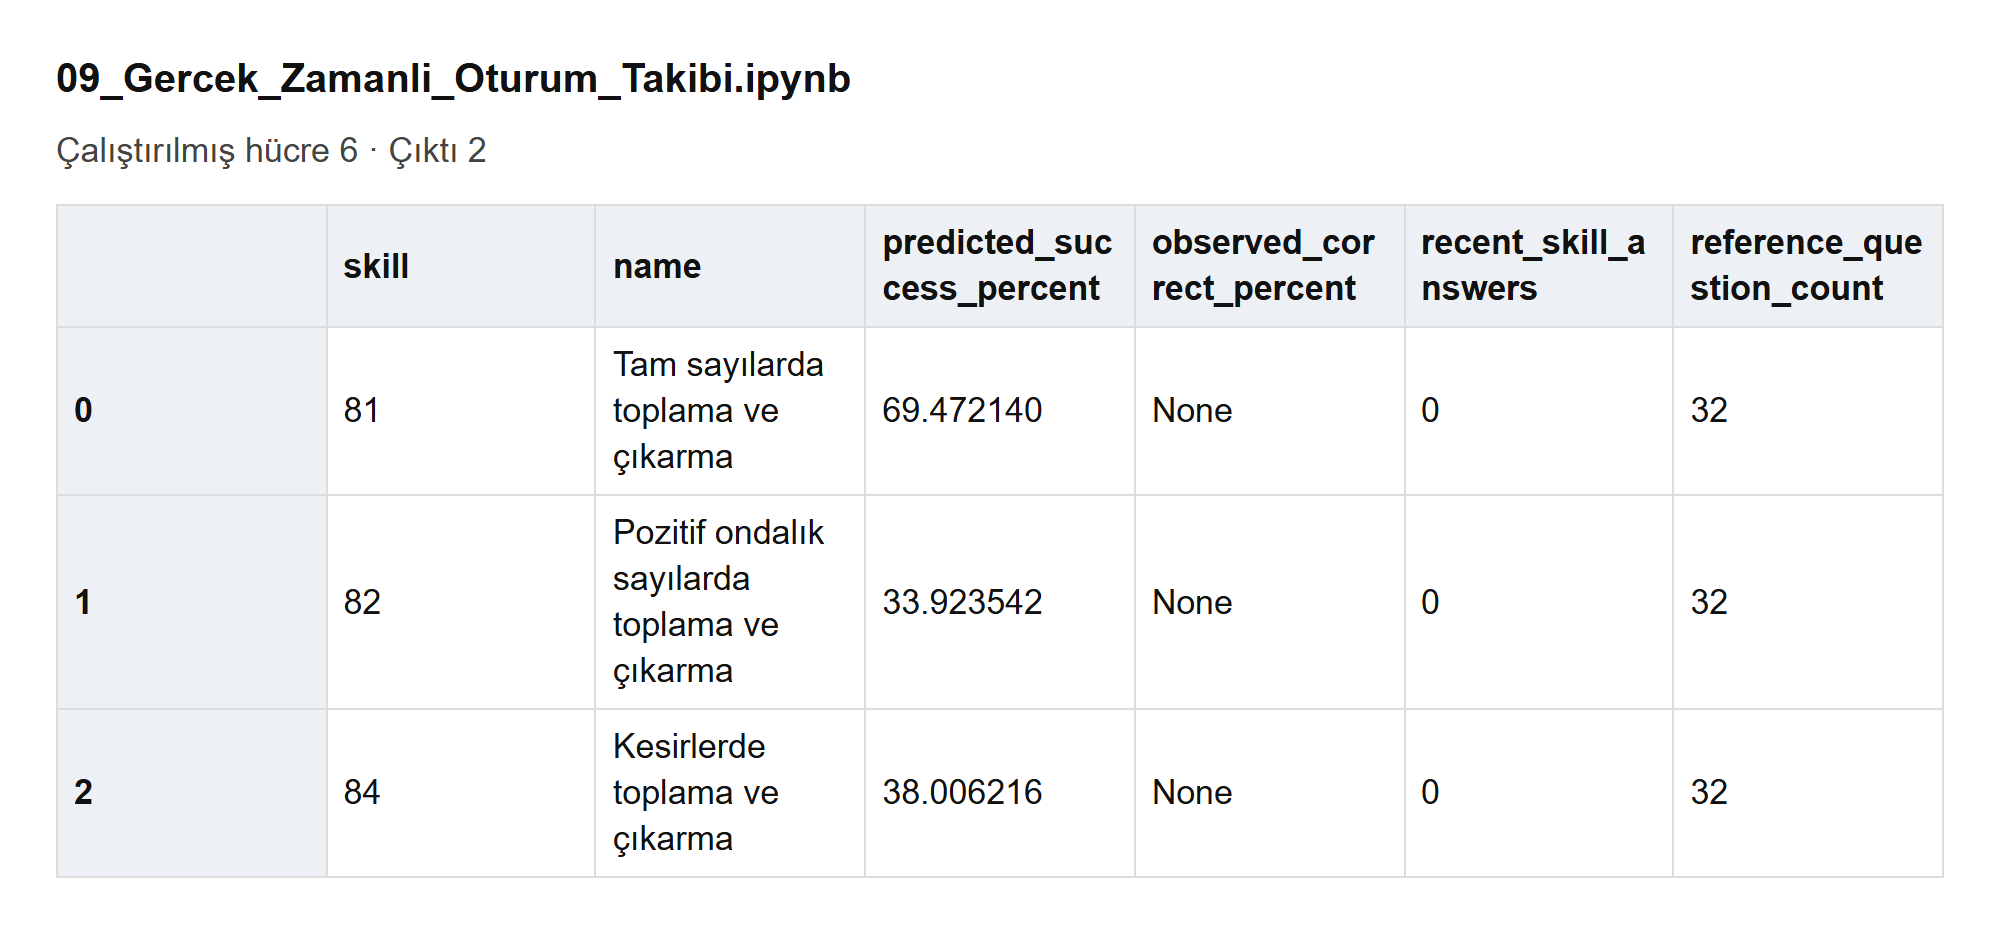 09_Gercek_Zamanli_Oturum_Takibi.ipynb
Çalıştırılmış hücre 6 · Çıktı 2
skill
name
predicted_suc
cess_percent
observed_cor
rect_percent
recent_skill_a
nswers
reference_que
stion_count
0
81
Tam sayılarda
toplama ve
çıkarma
69.472140
None
0
32
1
82
Pozitif ondalık
sayılarda
toplama ve
çıkarma
33.923542
None
0
32
2
84
Kesirlerde
toplama ve
çıkarma
38.006216
None
0
32